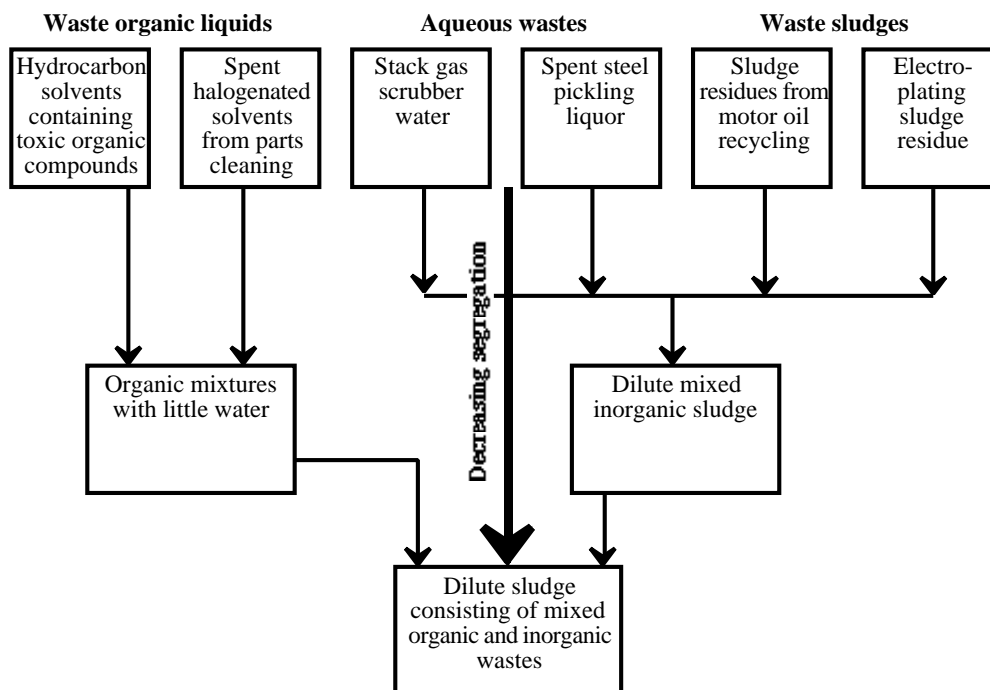 Waste organic liquids
Aqueous wastes
Waste sludges
Hydrocarbon
solvents
containing
toxic organic
compounds
Spent
halogenated
solvents
from parts
cleaning
Stack gas
scrubber
water
Spent steel
pickling
liquor
Sludge
residues from
motor oil
recycling
Electro-
plating
sludge
residue
Decreasing segregation
Organic mixtures
with little water
Dilute mixed
inorganic sludge
Dilute sludge
consisting of mixed
organic and inorganic
wastes